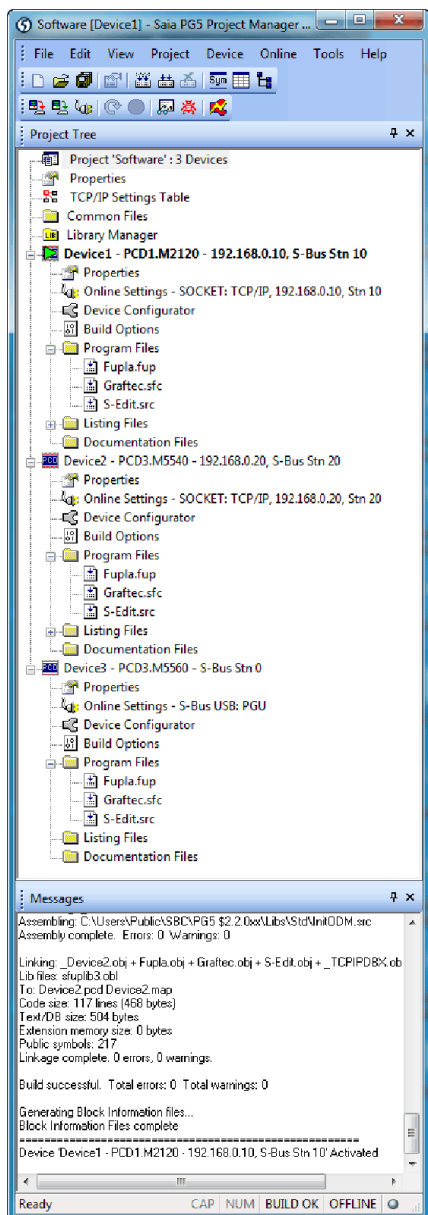 Software [Device1] - Saia PG5 Project Manager ...
File Edit View Project Device Online Tools Help
Sym
Project Tree
Project 'Software' : 3 Devices
Properties
TCP/IP Settings Table
Common Files
Library Manager
Device1 - PCD1.M2120 - 192.168.0.10, S-Bus Stn 10
Properties
Online Settings - SOCKET: TCP/IP, 192.168.0.10, Stn 10
Device Configurator
Build Options
Program Files
Fupla.fup
Graftec.sfc
S-Edit.src
Listing Files
Documentation Files
Device2 - PCD3.M5540 - 192.168.0.20, S-Bus Stn 20
Properties
Online Settings - SOCKET: TCP/IP, 192.168.0.20, Stn 20
Device Configurator
Build Options
Program Files
Fupla.fup
Graftec.sfc
S-Edit.src
Listing Files
Documentation Files
Device3 - PCD3.M5560 - S-Bus Stn 0
Properties
Online Settings - S-Bus USB: PGU
Device Configurator
Build Options
Program Files
Fupla.fup
Graftec.sfc
S-Edit.src
Listing Files
Documentation Files
Messages
Assembling: C:\Users\Public\SBC\PG5 $2.2.0xx\Libs\Std\InitODM.src
Assembly complete. Errors: 0 Warnings: 0
Linking: _Device2.obj + Fupla.obj + Graftec.obj + S-Edit.obj + _TCPIPDBX.ob
Lib files: sfuplib3.obl
To: Device2.pcd Device2.map
Code size: 117 lines (468 bytes)
Text/DB size: 504 bytes
Extension memory size: 0 bytes
Public symbols: 217
Linkage complete. 0 errors, 0 warnings.
Build successful. Total errors: 0 Total warnings: 0
Generating Block Information files...
Block Information Files complete
==================================================
Device 'Device1 - PCD1.M2120 - 192.168.0.10, S-Bus Stn 10' Activated
Ready CAP NUM BUILD OK OFFLINE